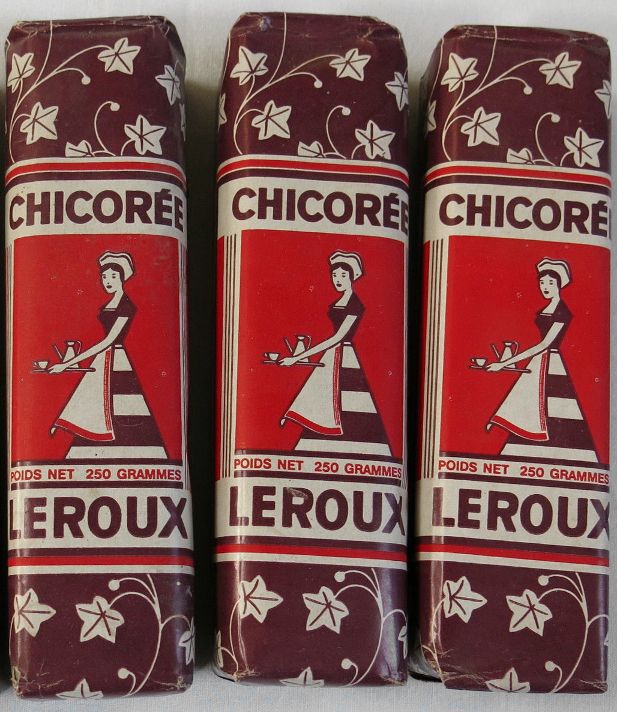 CHICORÉE
POIDS NET 250 GRAMMES
LEROUX
CHICORÉE
POIDS NET 250 GRAMMES
LEROUX
CHICORÉE
POIDS NET 250 GRAMMES
LEROUX